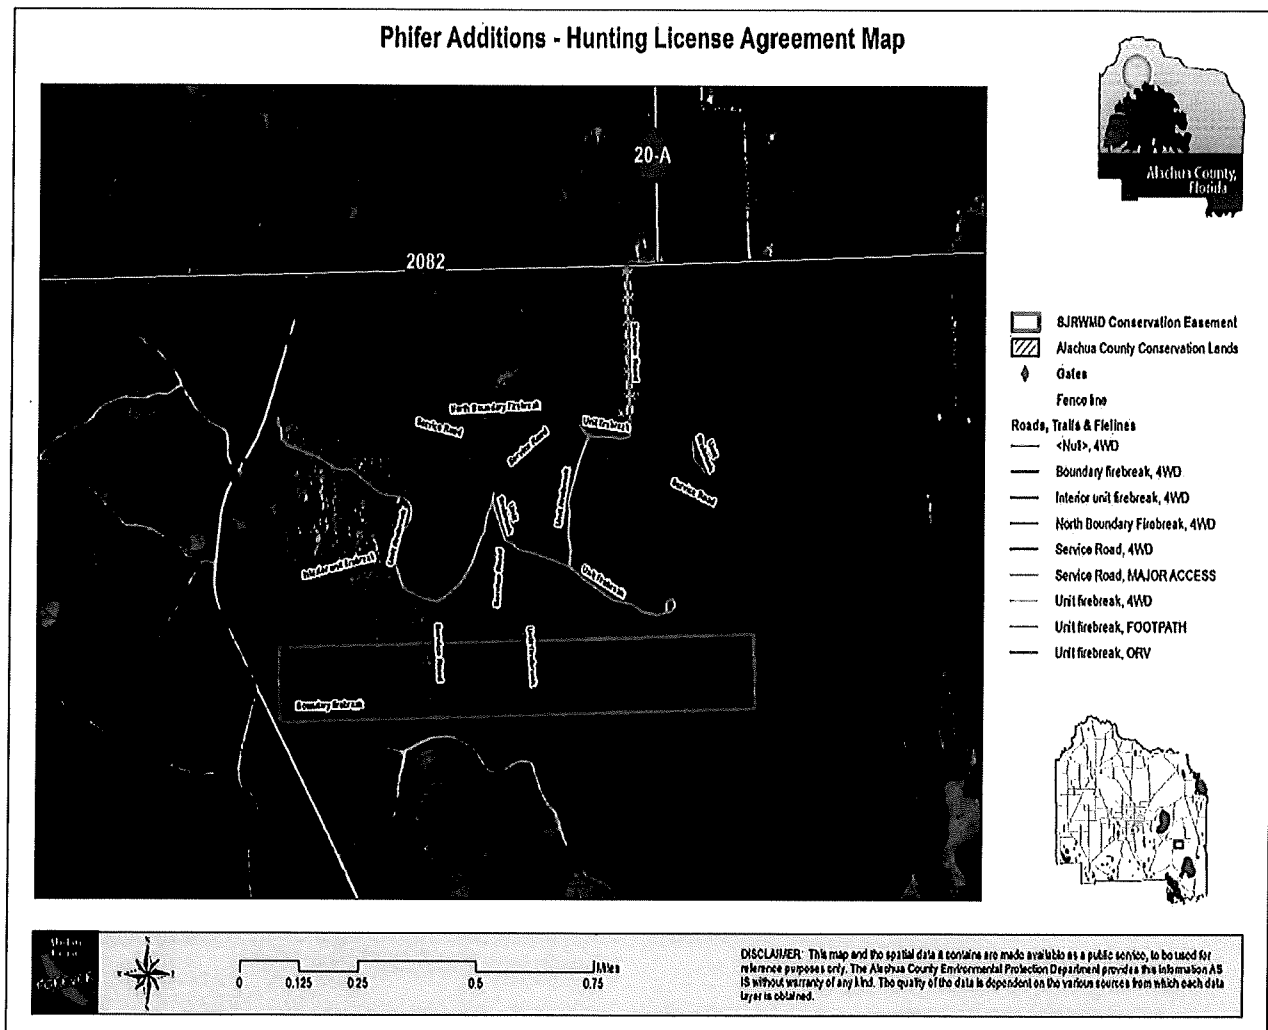 Phifer Additions - Hunting License Agreement Map
Alachua County,
Florida
20-A
2082
North Boundary Firebreak
Service Road
Service Road
Unit firebreak
Service Road
Interior unit firebreak
Unit firebreak
Boundary firebreak
SJRWMD Conservation Easement
Alachua County Conservation Lands
Gates
Fence line
Roads, Trails & Firelines
<Null>, 4WD
Boundary firebreak, 4WD
Interior unit firebreak, 4WD
North Boundary Firebreak, 4WD
Service Road, 4WD
Service Road, MAJOR ACCESS
Unit firebreak, 4WD
Unit firebreak, FOOTPATH
Unit firebreak, ORV
N
0
0.125
0.25
0.5
0.75
Miles
DISCLAIMER: This map and the spatial data it contains are made available as a public service, to be used for
reference purposes only. The Alachua County Environmental Protection Department provides this information AS
IS without warranty of any kind. The quality of the data is dependent on the various sources from which each data
layer is obtained.